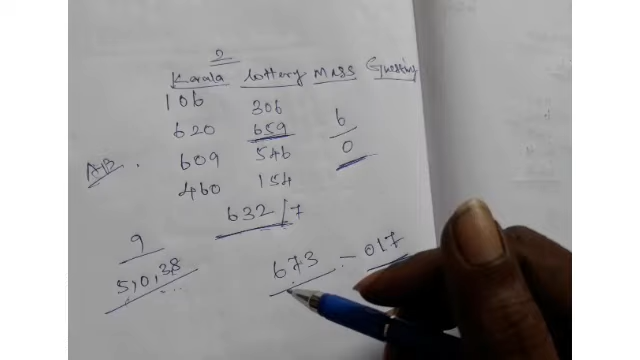 2
Kerala Lottery Mass Guessing
106 306
620 659 6
609 546 0
AB.
460 154
632/7
9
5,0,38
673 - 017